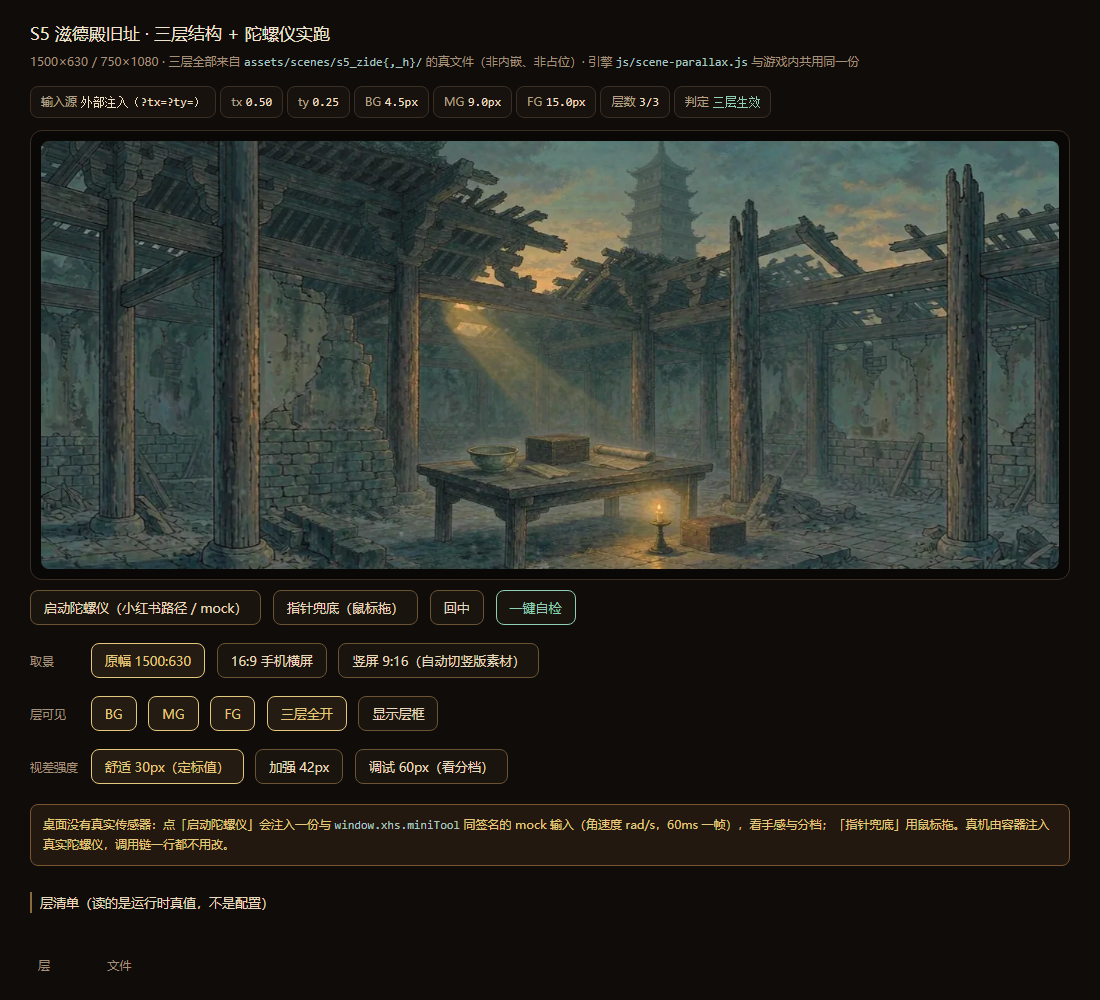 S5 滋德殿旧址 · 三层结构 + 陀螺仪实跑
1500×630 / 750×1080 · 三层全部来自 assets/scenes/s5_zide{,_h}/ 的真文件（非内嵌、非占位）· 引擎 js/scene-parallax.js 与游戏内共用同一份
输入源 外部注入（?tx=?ty=） tx 0.50 ty 0.25 BG 4.5px MG 9.0px FG 15.0px 层数 3/3 判定 三层生效
启动陀螺仪（小红书路径 / mock） 指针兜底（鼠标拖） 回中 一键自检
取景 原幅 1500:630 16:9 手机横屏 竖屏 9:16（自动切竖版素材）
层可见 BG MG FG 三层全开 显示层框
视差强度 舒适 30px（定标值） 加强 42px 调试 60px（看分档）
桌面没有真实传感器：点「启动陀螺仪」会注入一份与 window.xhs.miniTool 同签名的 mock 输入（角速度 rad/s，60ms 一帧），看手感与分档；「指针兜底」用鼠标拖。真机由容器注入
真实陀螺仪，调用链一行都不用改。
层清单（读的是运行时真值，不是配置）
层 文件